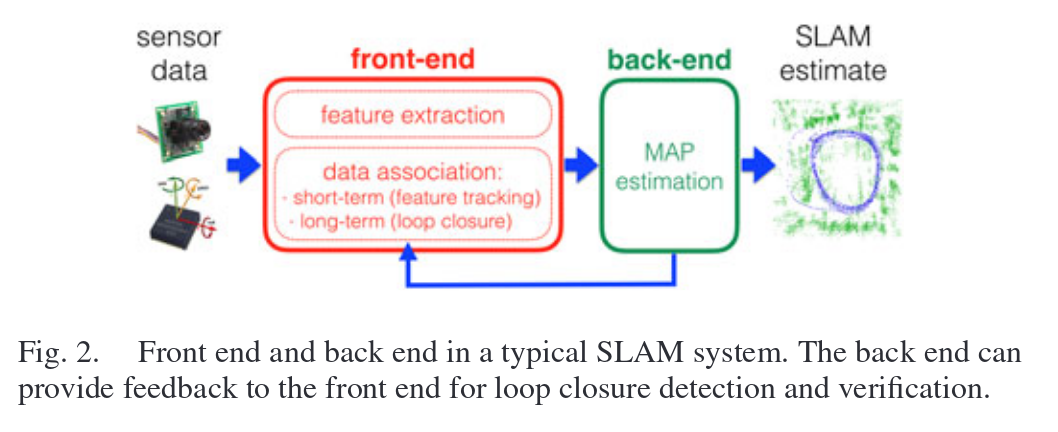 sensor
data
front-end
back-end
SLAM
estimate
feature extraction
data association:
- short-term (feature tracking)
- long-term (loop closure)
MAP
estimation
Fig. 2. Front end and back end in a typical SLAM system. The back end can
provide feedback to the front end for loop closure detection and verification.